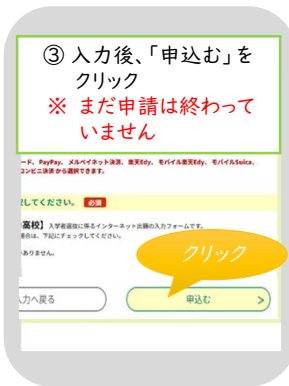 ③ 入力後、「申込む」を
クリック
※ まだ申請は終わって
いません
ード、PayPay、メルペイネット決済、楽天Edy、モバイル楽天Edy、モバイルSuica、
コンビニ決済 から選択できます。
してください。 必須
高校】 入学者選抜に係るインターネット出願の入力フォームです。
場合は、下記にチェックしてください。
ありません。
クリック
入力へ戻る
申込む >